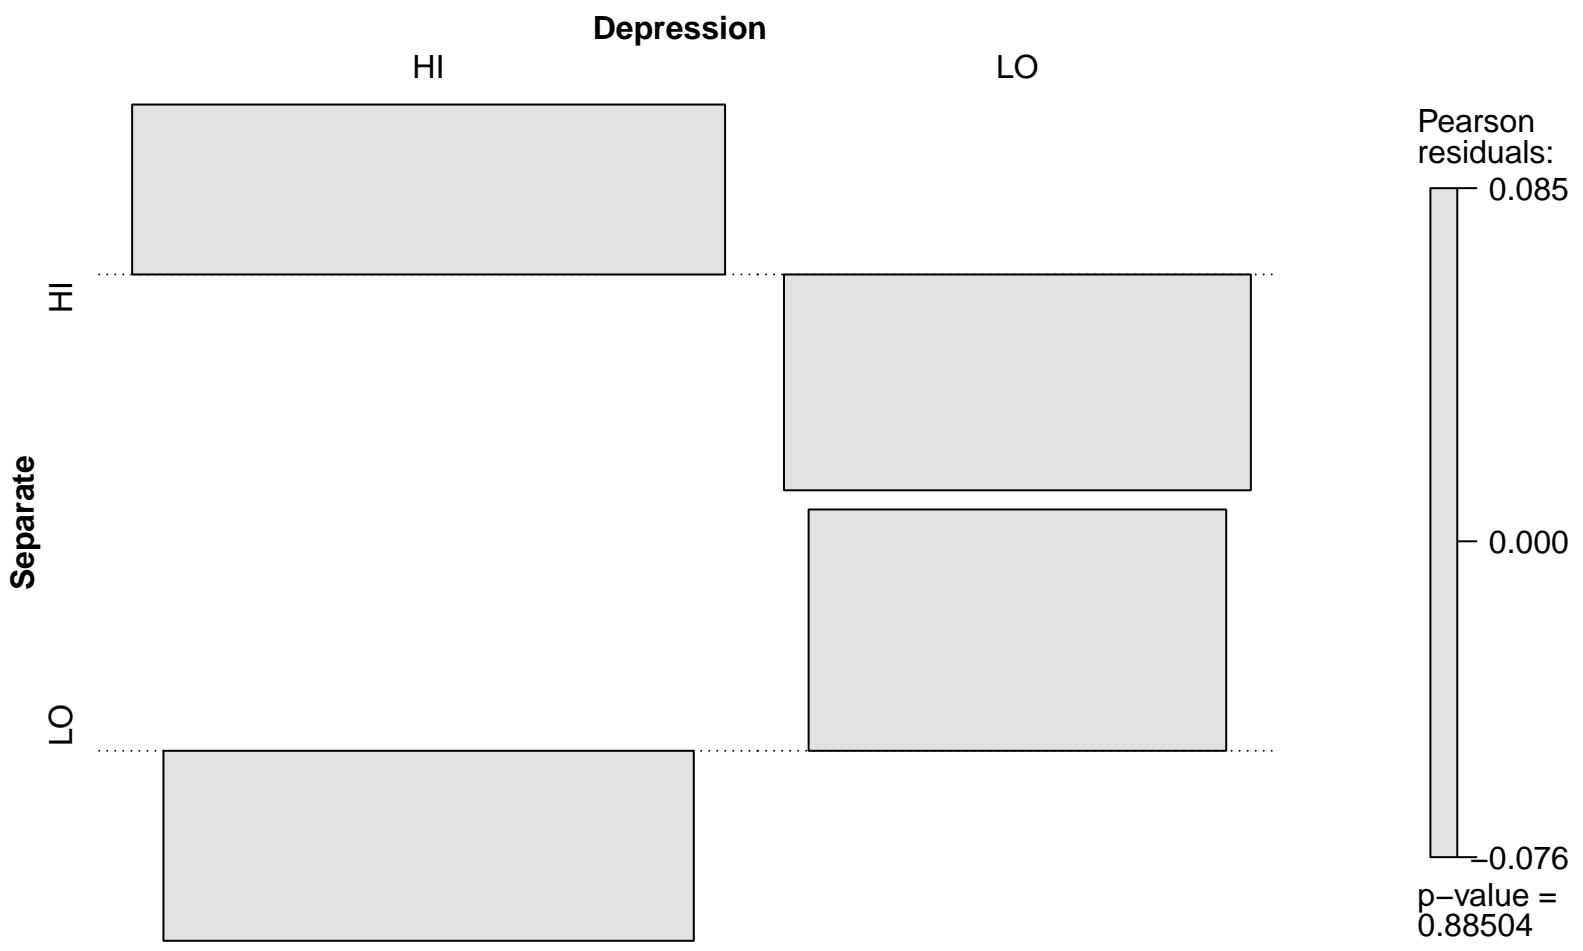 Depression
HI LO
Pearson
residuals:
0.085
HI
Separate
0.000
LO
−0.076
p−value =
0.88504